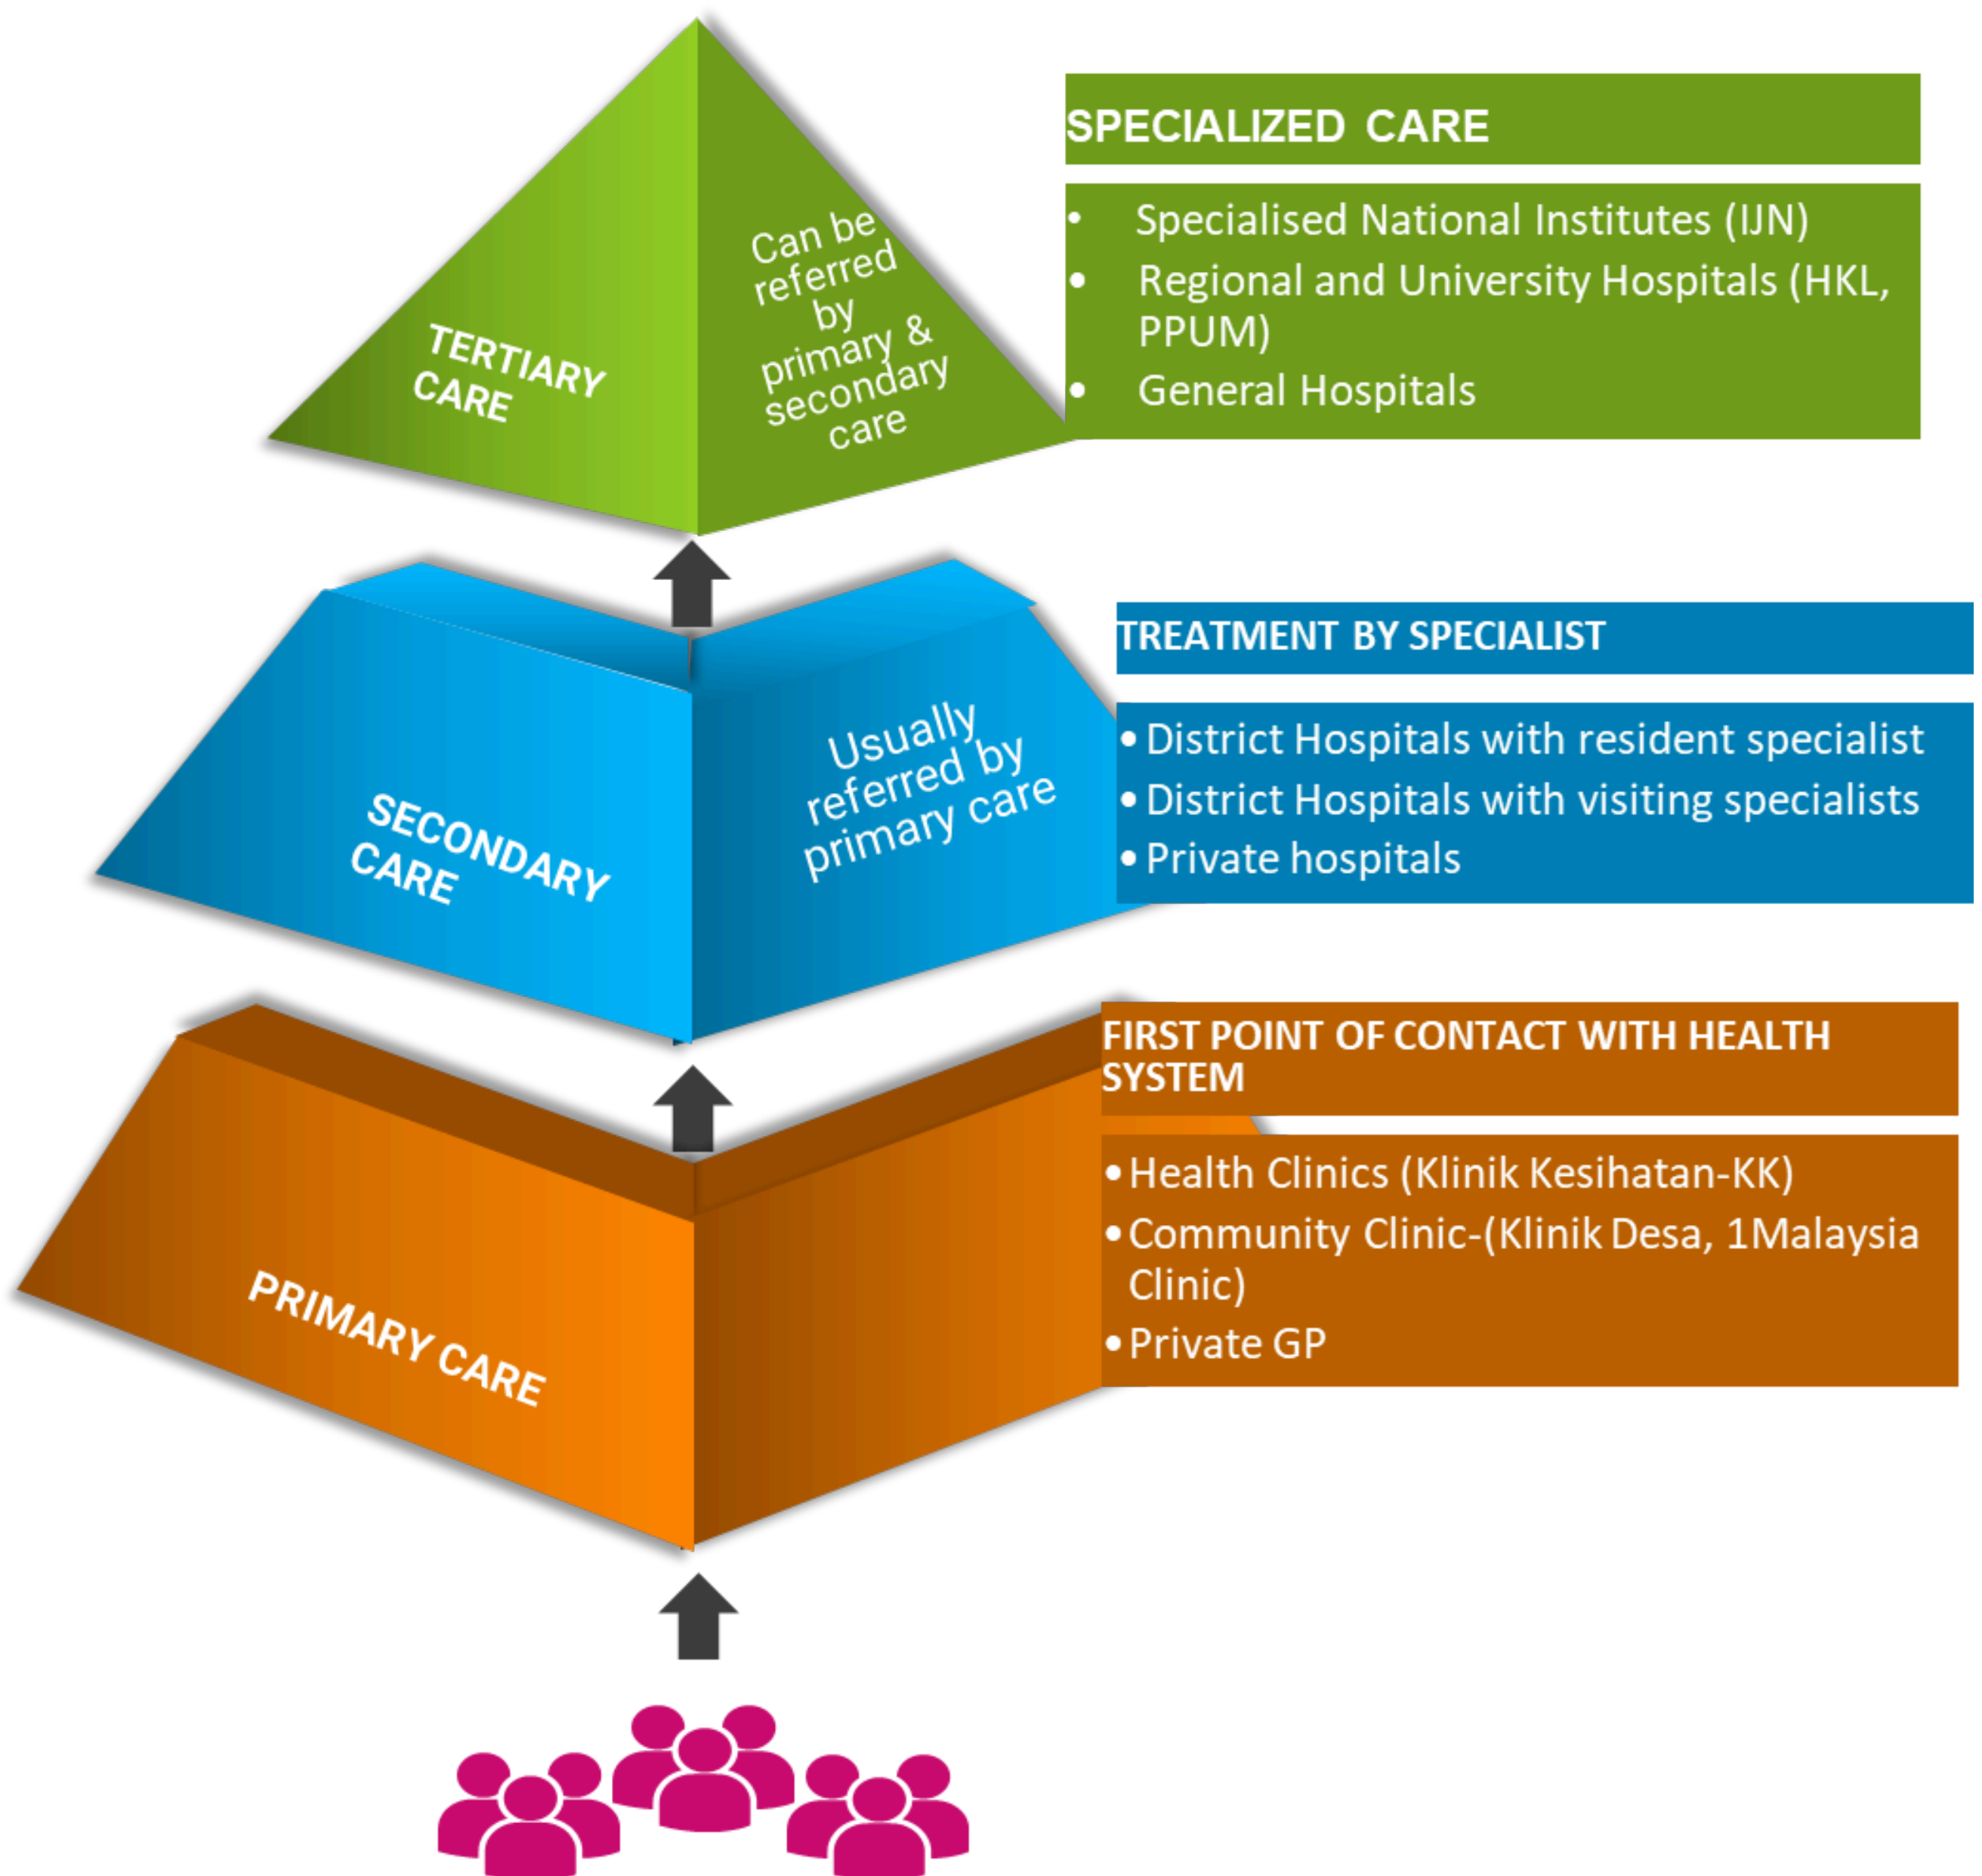 SPECIALIZED CARE
• Specialised National Institutes (IJN)
• Regional and University Hospitals (HKL,
PPUM)
• General Hospitals
TERTIARY
CARE
Can be
referred
by
primary &
secondary
care
TREATMENT BY SPECIALIST
• District Hospitals with resident specialist
• District Hospitals with visiting specialists
• Private hospitals
SECONDARY
CARE
Usually
referred by
primary care
FIRST POINT OF CONTACT WITH HEALTH
SYSTEM
• Health Clinics (Klinik Kesihatan-KK)
• Community Clinic-(Klinik Desa, 1Malaysia
Clinic)
• Private GP
PRIMARY CARE